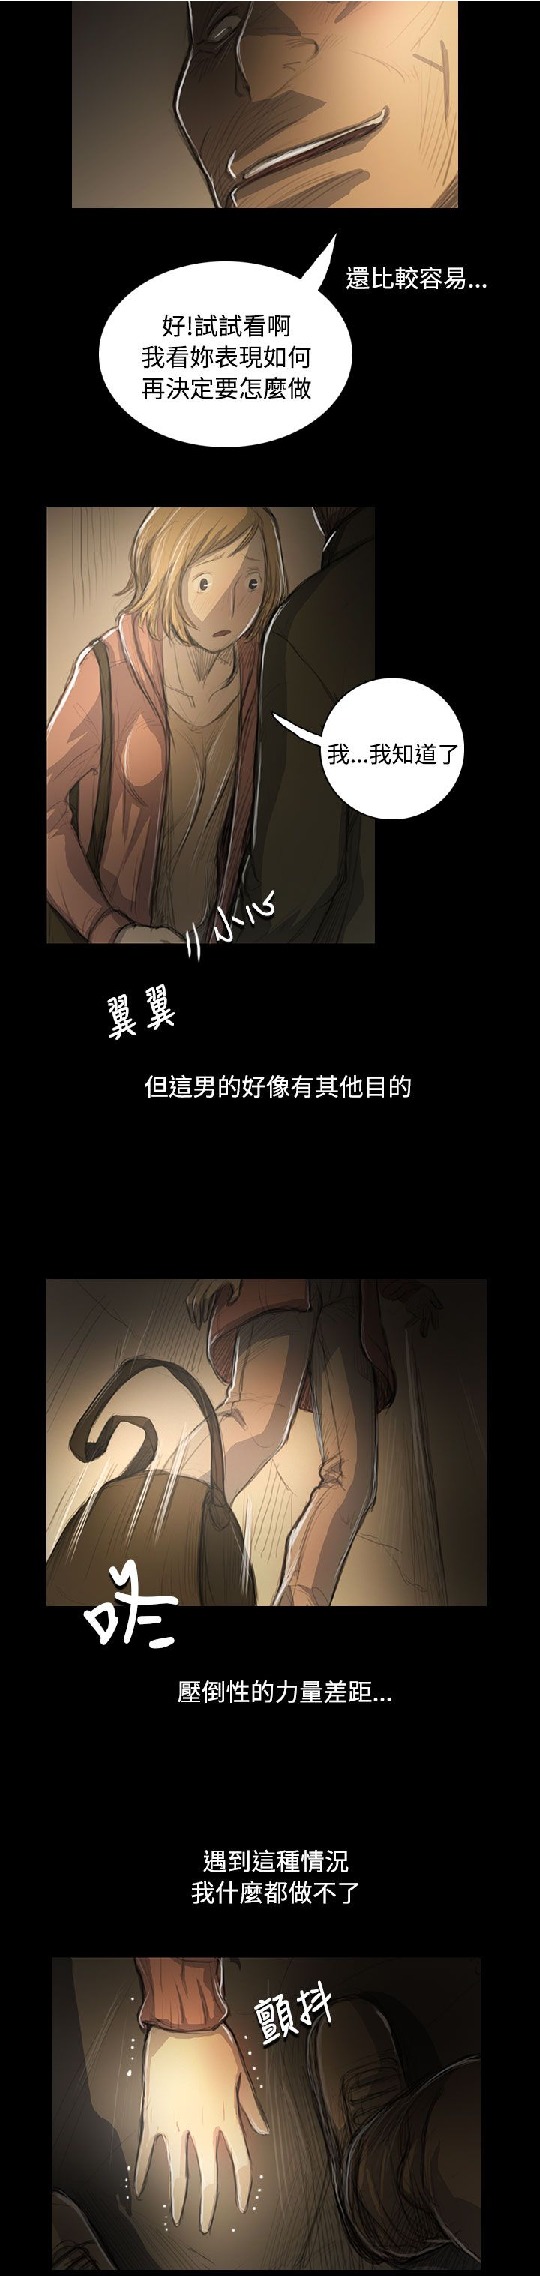 還比較容易...
好!試試看啊
我看妳表現如何
再決定要怎麼做
我...我知道了
小心
翼翼
但這男的好像有其他目的
咚
壓倒性的力量差距...
遇到這種情況
我什麼都做不了
顫抖